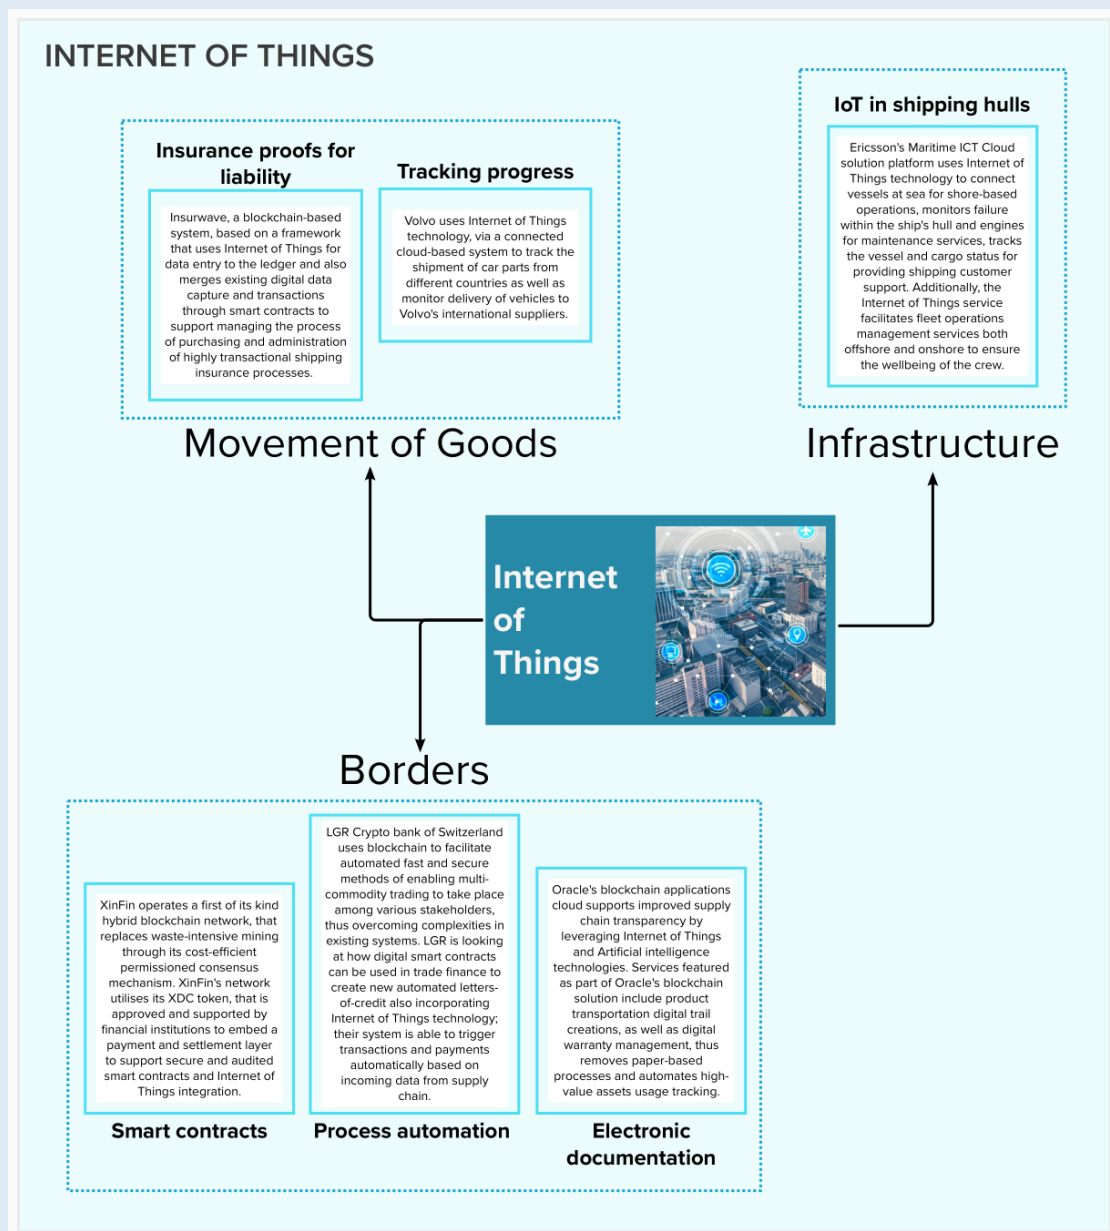 INTERNET OF THINGS
Insurance proofs for
liability
Insurwave, a blockchain-based
system, based on a framework
that uses Internet of Things for
data entry to the ledger and also
merges existing digital data
capture and transactions
through smart contracts to
support managing the process
of purchasing and administration
of highly transactional shipping
insurance processes.
Tracking progress
Volvo uses Internet of Things
technology, via a connected
cloud-based system to track the
shipment of car parts from
different countries as well as
monitor delivery of vehicles to
Volvo's international suppliers.
Movement of Goods
IoT in shipping hulls
Ericsson's Maritime ICT Cloud
solution platform uses Internet of
Things technology to connect
vessels at sea for shore-based
operations, monitors failure
within the ship's hull and engines
for maintenance services, tracks
the vessel and cargo status for
providing shipping customer
support. Additionally, the
Internet of Things service
facilitates fleet operations
management services both
offshore and onshore to ensure
the wellbeing of the crew.
Infrastructure
Internet
of
Things
Borders
XinFin operates a first of its kind
hybrid blockchain network, that
replaces waste-intensive mining
through its cost-efficient
permissioned consensus
mechanism. XinFin's network
utilises its XDC token, that is
approved and supported by
financial institutions to embed a
payment and settlement layer
to support secure and audited
smart contracts and Internet of
Things integration.
Smart contracts
LGR Crypto bank of Switzerland
uses blockchain to facilitate
automated fast and secure
methods of enabling multi-
commodity trading to take place
among various stakeholders,
thus overcoming complexities in
existing systems. LGR is looking
at how digital smart contracts
can be used in trade finance to
create new automated letters-
of-credit also incorporating
Internet of Things technology;
their system is able to trigger
transactions and payments
automatically based on
incoming data from supply
chain.
Process automation
Oracle's blockchain applications
cloud supports improved supply
chain transparency by
leveraging Internet of Things
and Artificial intelligence
technologies. Services featured
as part of Oracle's blockchain
solution include product
transportation digital trail
creations, as well as digital
warranty management, thus
removes paper-based
processes and automates high-
value assets usage tracking.
Electronic
documentation